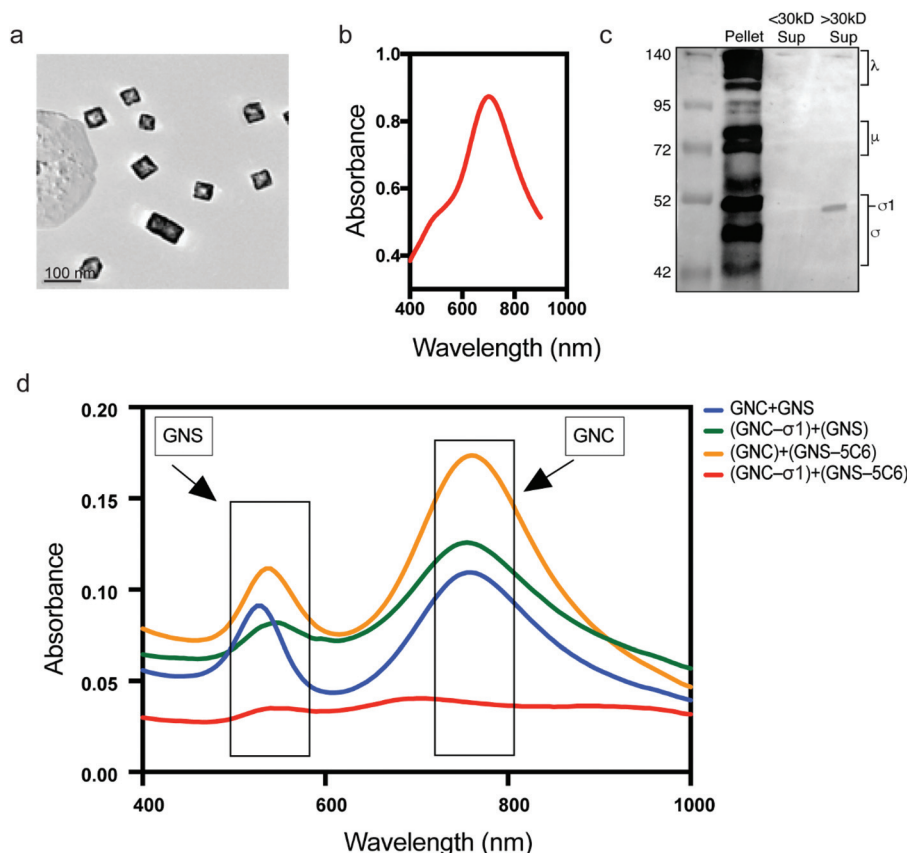 a
100 nm
b
1.0
0.8
0.6
0.4
Absorbance
400 600 800 1000
Wavelength (nm)
c
<30kD >30kD
Pellet Sup Sup
140
95
72
52
42
λ
μ
σ1
σ
d
GNS
GNC
0.20
0.15
0.10
0.05
0.00
Absorbance
400 600 800 1000
Wavelength (nm)
GNC+GNS
(GNC–σ1)+(GNS)
(GNC)+(GNS–5C6)
(GNC–σ1)+(GNS–5C6)